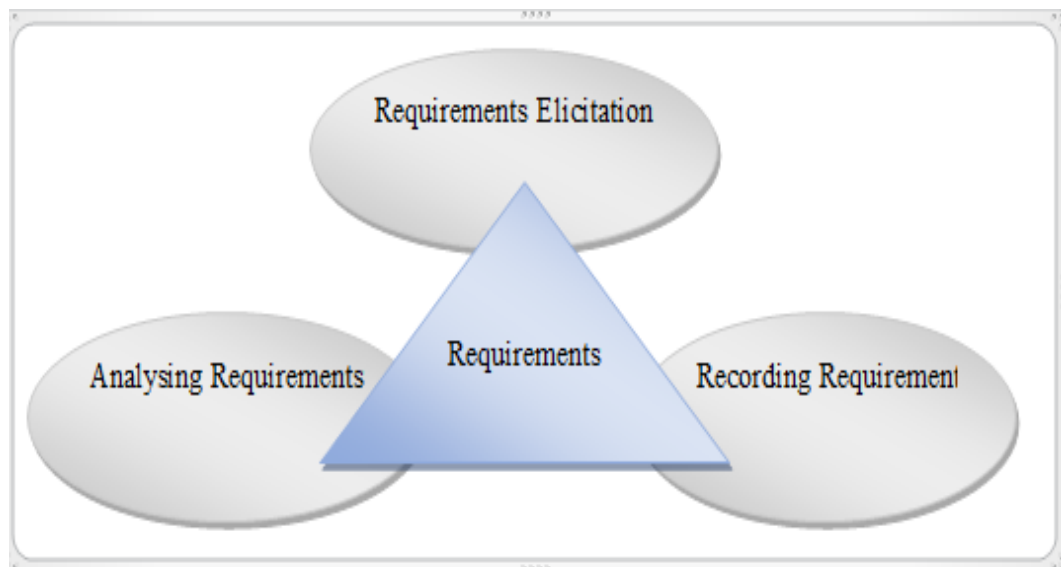 Requirements Elicitation
Analysing Requirements
Requirements
Recording Requirement